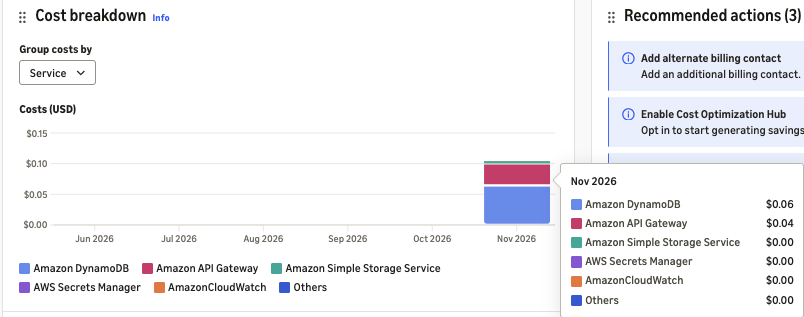 Cost breakdown Info
Group costs by
Service
Costs (USD)
$0.15
$0.10
$0.05
$0.00
Jun 2026 Jul 2026 Aug 2026 Sep 2026 Oct 2026 Nov 2026
Amazon DynamoDB Amazon API Gateway Amazon Simple Storage Service
AWS Secrets Manager AmazonCloudWatch Others
Recommended actions (3)
Add alternate billing contact
Add an additional billing contact.
Enable Cost Optimization Hub
Opt in to start generating savings
Nov 2026
Amazon DynamoDB $0.06
Amazon API Gateway $0.04
Amazon Simple Storage Service $0.00
AWS Secrets Manager $0.00
AmazonCloudWatch $0.00
Others $0.00